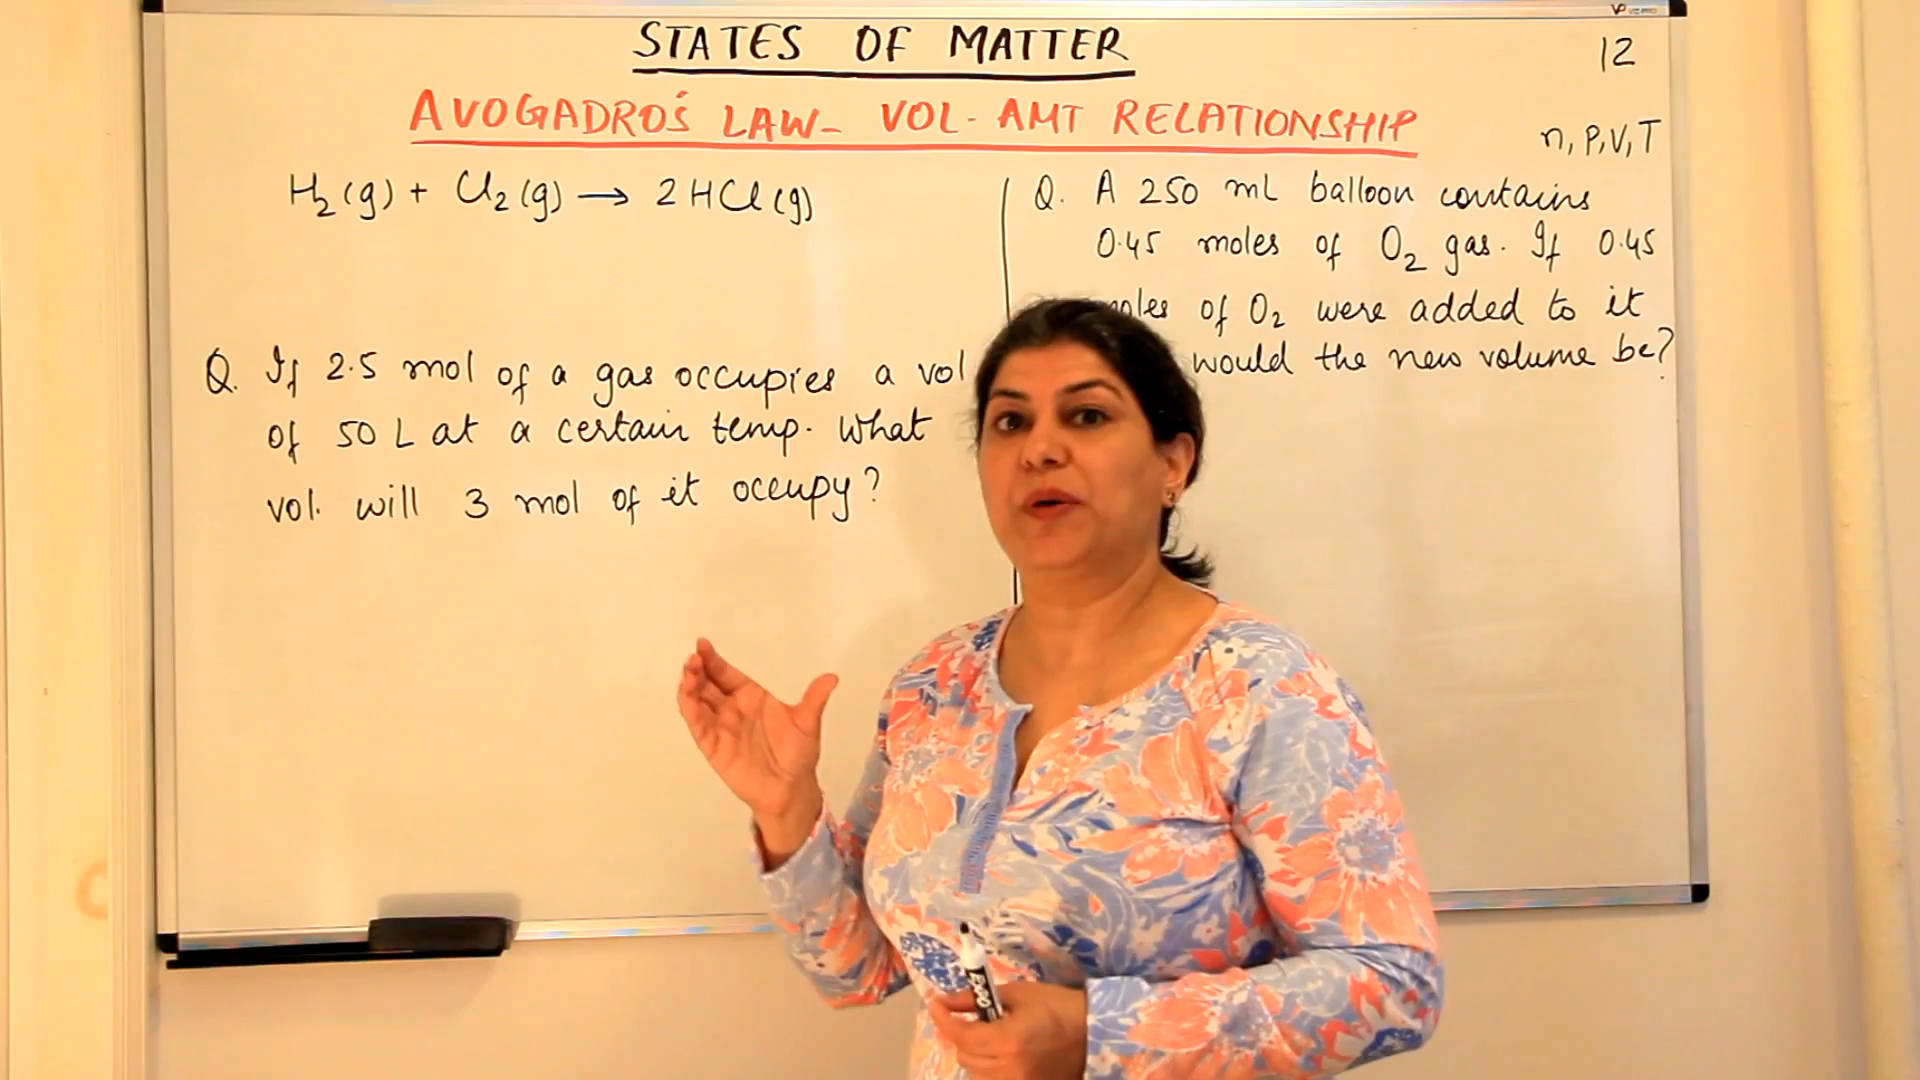 STATES OF MATTER
12
AVOGADRO'S LAW - VOL - AMT RELATIONSHIP
n, P, V, T
H₂(g) + Cl₂(g) → 2HCl(g)
Q. If 2.5 mol of a gas occupies a vol
of 50 L at a certain temp. What
vol. will 3 mol of it occupy?
Q. A 250 mL balloon contains
0.45 moles of O₂ gas. If 0.45
moles of O₂ were added to it
would the new volume be?
EXPO